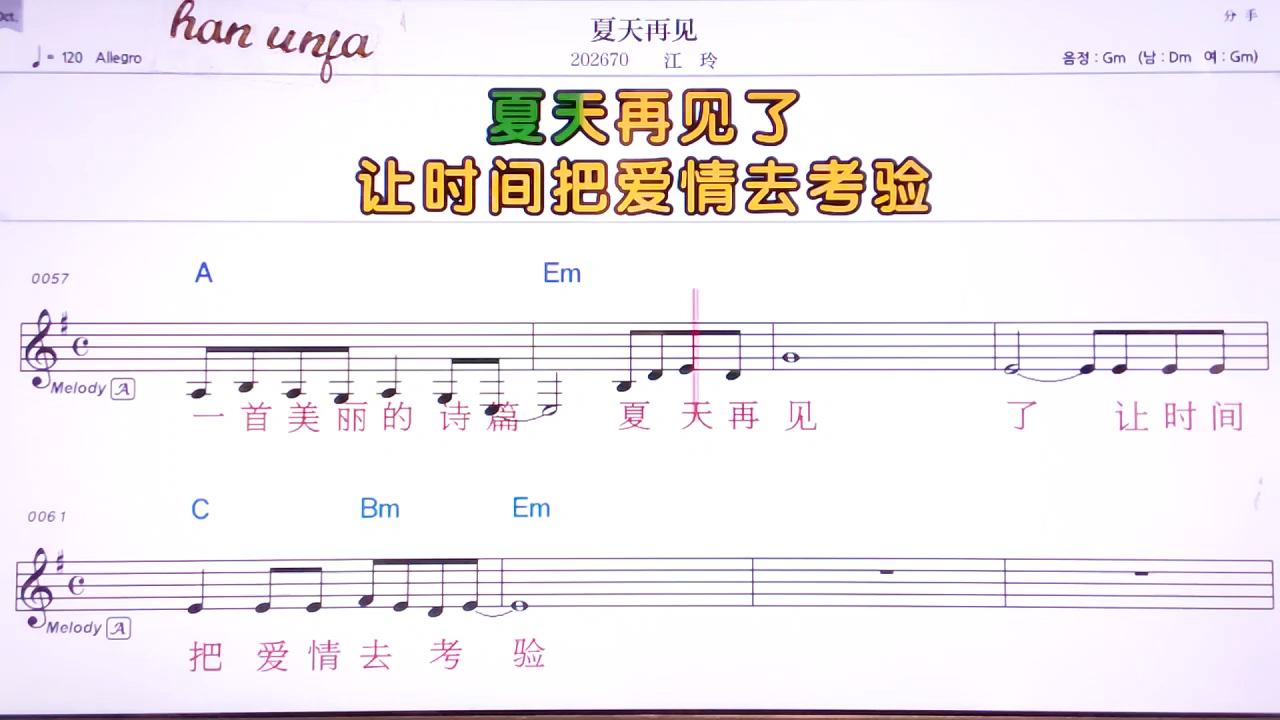 Oct.
han unfa
夏天再见
分 手
♩= 120 Allegro
202670 江 玲
음정 : Gm (남 : Dm 여 : Gm)
夏天再见了
让时间把爱情去考验
0057
A Em
Melody A
一 首 美 丽 的 诗 篇 夏 天 再 见 了 让 时 间
0061
C Bm Em
Melody A
把 爱 情 去 考 验